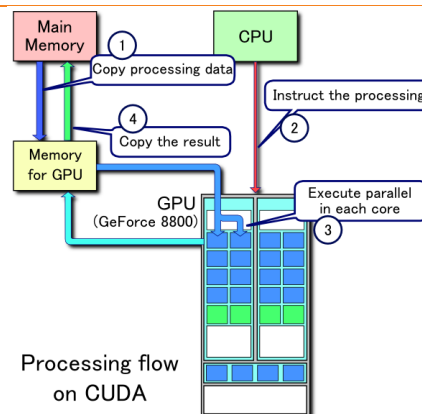 Main
Memory
1
Copy processing data
CPU
Instruct the processing
2
4
Copy the result
Memory
for GPU
GPU
(GeForce 8800)
Execute parallel
in each core
3
Processing flow
on CUDA